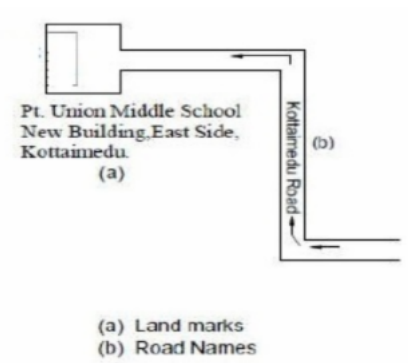 Pt. Union Middle School
New Building,East Side,
Kottaimedu.
(a)
Kottaimedu Road
(b)
(a) Land marks
(b) Road Names